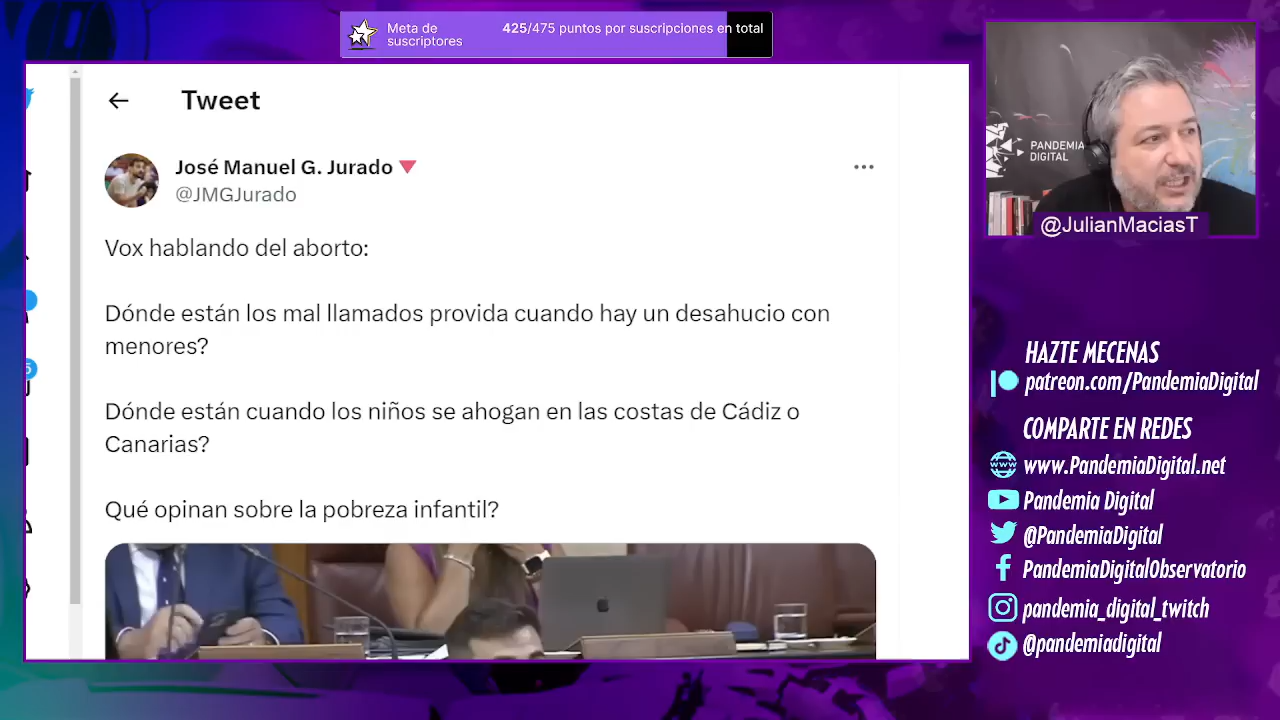 Meta de
suscriptores
425/475 puntos por suscripciones en total
Tweet
José Manuel G. Jurado
@JMGJurado
Vox hablando del aborto:
Dónde están los mal llamados provida cuando hay un desahucio con
menores?
Dónde están cuando los niños se ahogan en las costas de Cádiz o
Canarias?
Qué opinan sobre la pobreza infantil?
PANDEMIA
DIGITAL
@JulianMaciasT
HAZTE MECENAS
patreon.com/PandemiaDigital
COMPARTE EN REDES
www
www.PandemiaDigital.net
Pandemia Digital
@PandemiaDigital
PandemiaDigitalObservatorio
pandemia_digital_twitch
@pandemiadigital